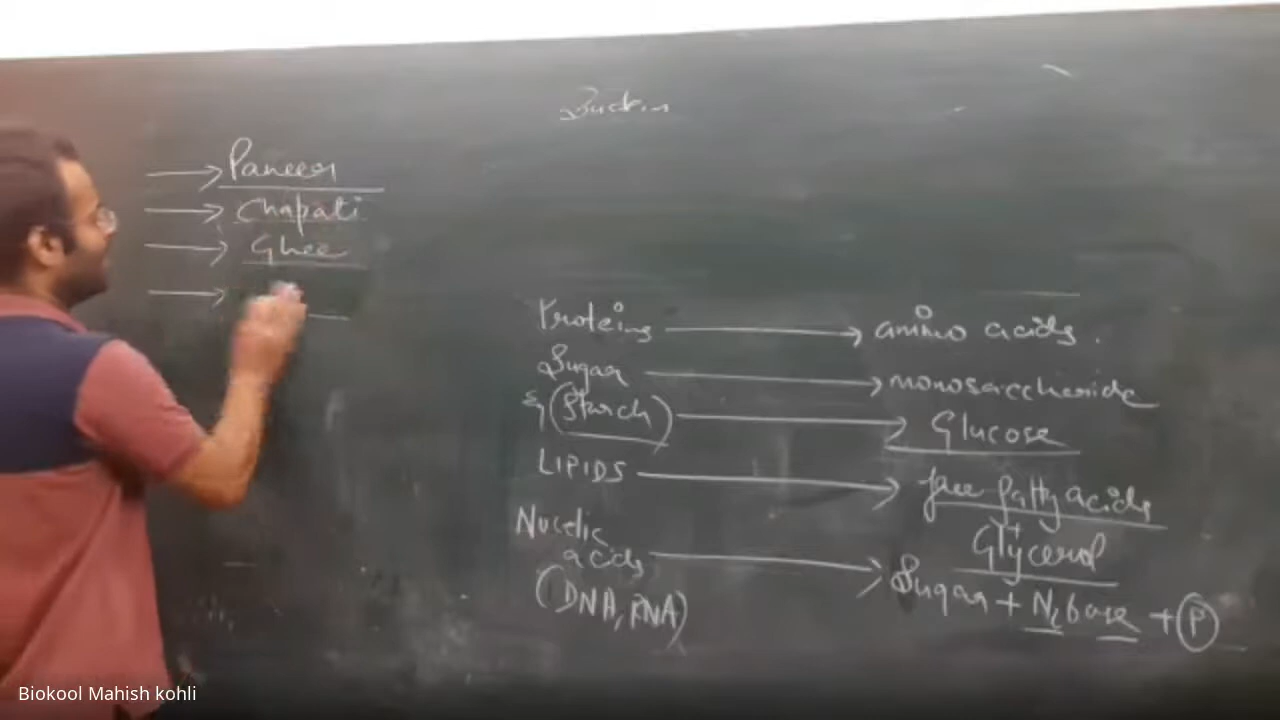 Paneer
Chapati
Ghee
Proteins → amino acids.
Sugar → monosaccharide
& (Starch) → Glucose
LIPIDS → free fatty acids
+
Glycerol
Nucelic
acids → Sugar + N₂ base + P
(DNA, RNA)
Biokool Mahish kohli